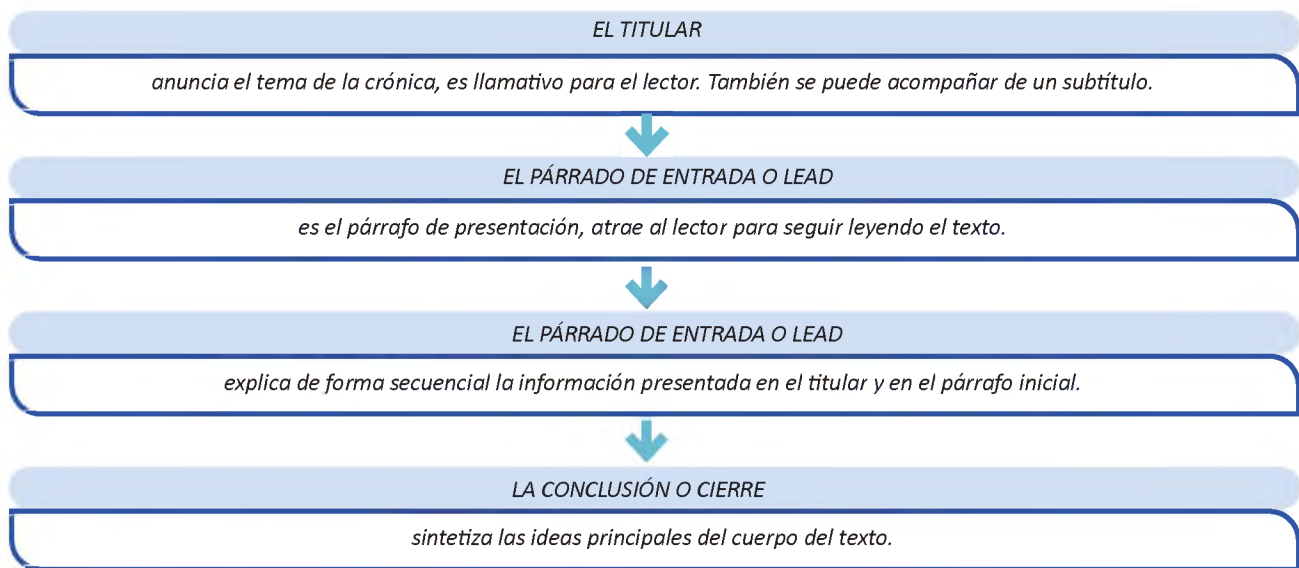 EL TITULAR
anuncia el tema de la crónica, es llamativo para el lector. También se puede acompañar de un subtítulo.
EL PÁRRADO DE ENTRADA O LEAD
es el párrafo de presentación, atrae al lector para seguir leyendo el texto.
EL PÁRRADO DE ENTRADA O LEAD
explica de forma secuencial la información presentada en el titular y en el párrafo inicial.
LA CONCLUSIÓN O CIERRE
sintetiza las ideas principales del cuerpo del texto.